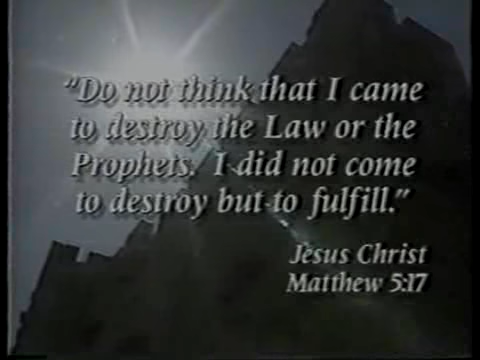 "Do not think that I came
to destroy the Law or the
Prophets. I did not come
to destroy but to fulfill."
Jesus Christ
Matthew 5:17